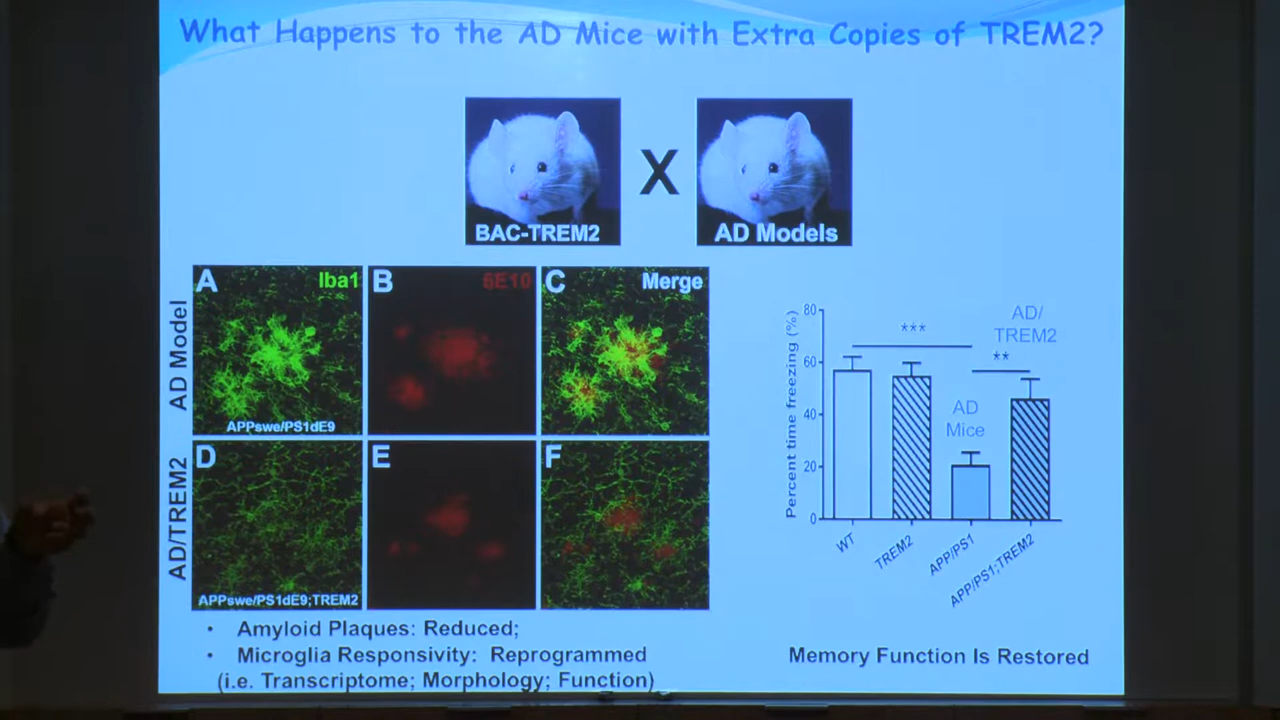 What Happens to the AD Mice with Extra Copies of TREM2?
BAC-TREM2
X
AD Models
AD Model
A
Iba1
APPswe/PS1dE9
B
6E10
C
Merge
AD/TREM2
D
APPswe/PS1dE9;TREM2
E
F
Percent time freezing (%)
80
60
40
20
0
***
**
AD/
TREM2
AD
Mice
WT
TREM2
APP/PS1
APP/PS1;TREM2
• Amyloid Plaques: Reduced;
• Microglia Responsivity: Reprogrammed
(i.e. Transcriptome; Morphology; Function)
Memory Function Is Restored